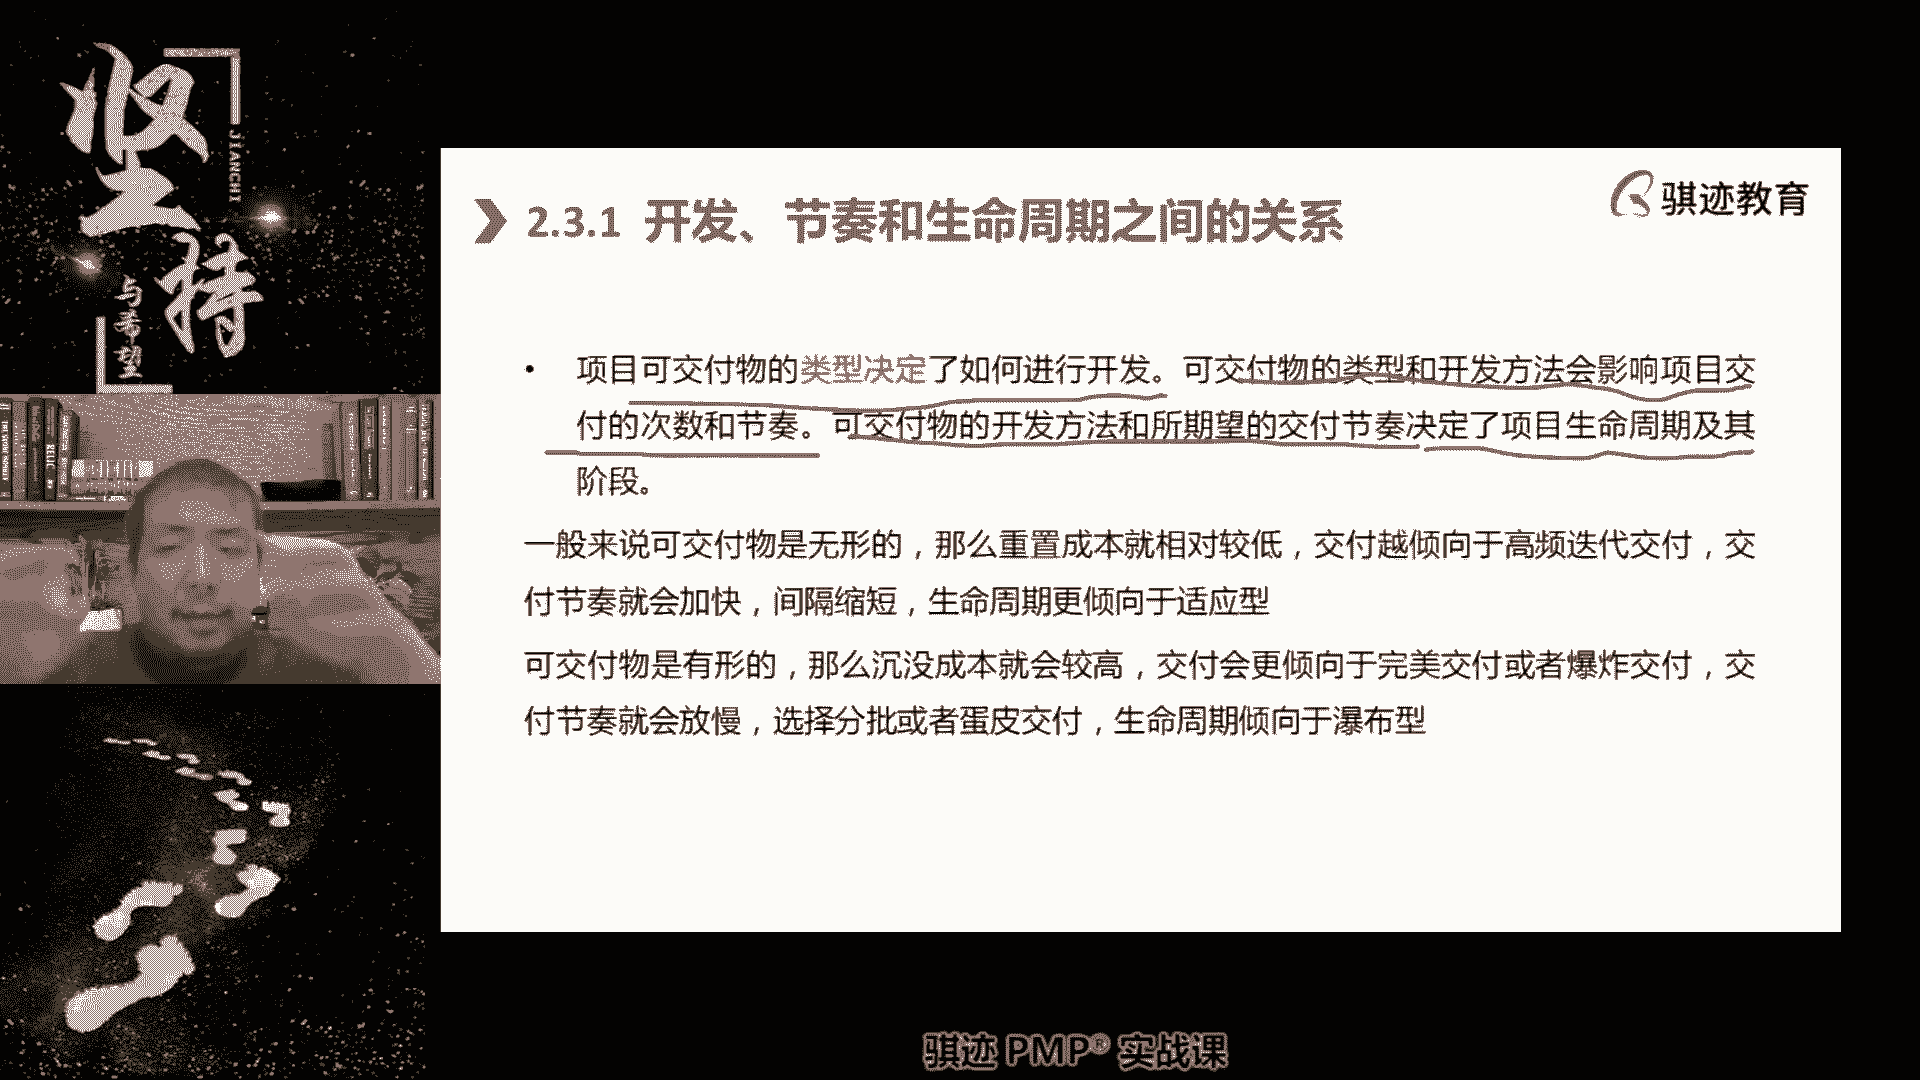 坚持
JIANCHI
与希望
骐迹教育
2.3.1 开发、节奏和生命周期之间的关系
• 项目可交付物的类型决定了如何进行开发。可交付物的类型和开发方法会影响项目交
付的次数和节奏。可交付物的开发方法和所期望的交付节奏决定了项目生命周期及其
阶段。
一般来说可交付物是无形的，那么重置成本就相对较低，交付越倾向于高频迭代交付，交
付节奏就会加快，间隔缩短，生命周期更倾向于适应型
可交付物是有形的，那么沉没成本就会较高，交付会更倾向于完美交付或者爆炸交付，交
付节奏就会放慢，选择分批或者蛋皮交付，生命周期倾向于瀑布型
骐迹 PMP® 实战课